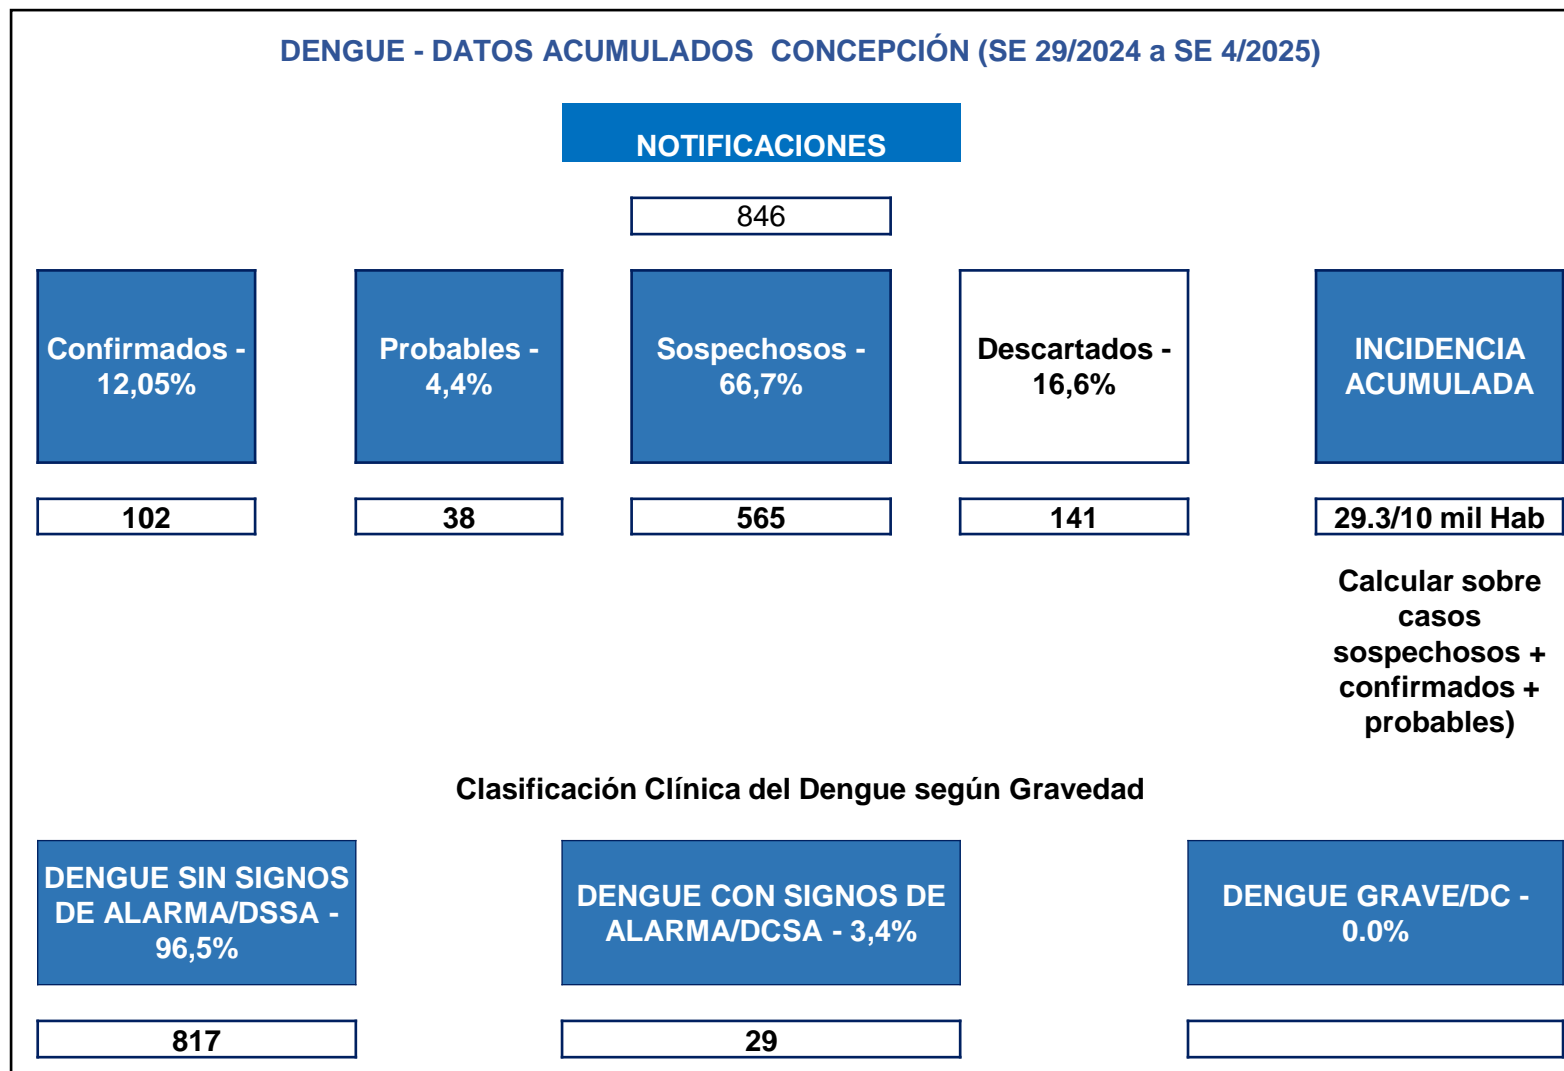 DENGUE - DATOS ACUMULADOS  CONCEPCIÓN (SE 29/2024 a SE 4/2025)
NOTIFICACIONES
846
Confirmados -
12,05%
Probables -
4,4%
Sospechosos -
66,7%
Descartados -
16,6%
INCIDENCIA
ACUMULADA
102
38
565
141
29.3/10 mil Hab
Calcular sobre
casos
sospechosos +
confirmados +
probables)
Clasificación Clínica del Dengue según Gravedad
DENGUE SIN SIGNOS
DE ALARMA/DSSA -
96,5%
DENGUE CON SIGNOS DE
ALARMA/DCSA - 3,4%
DENGUE GRAVE/DC -
0.0%
817
29